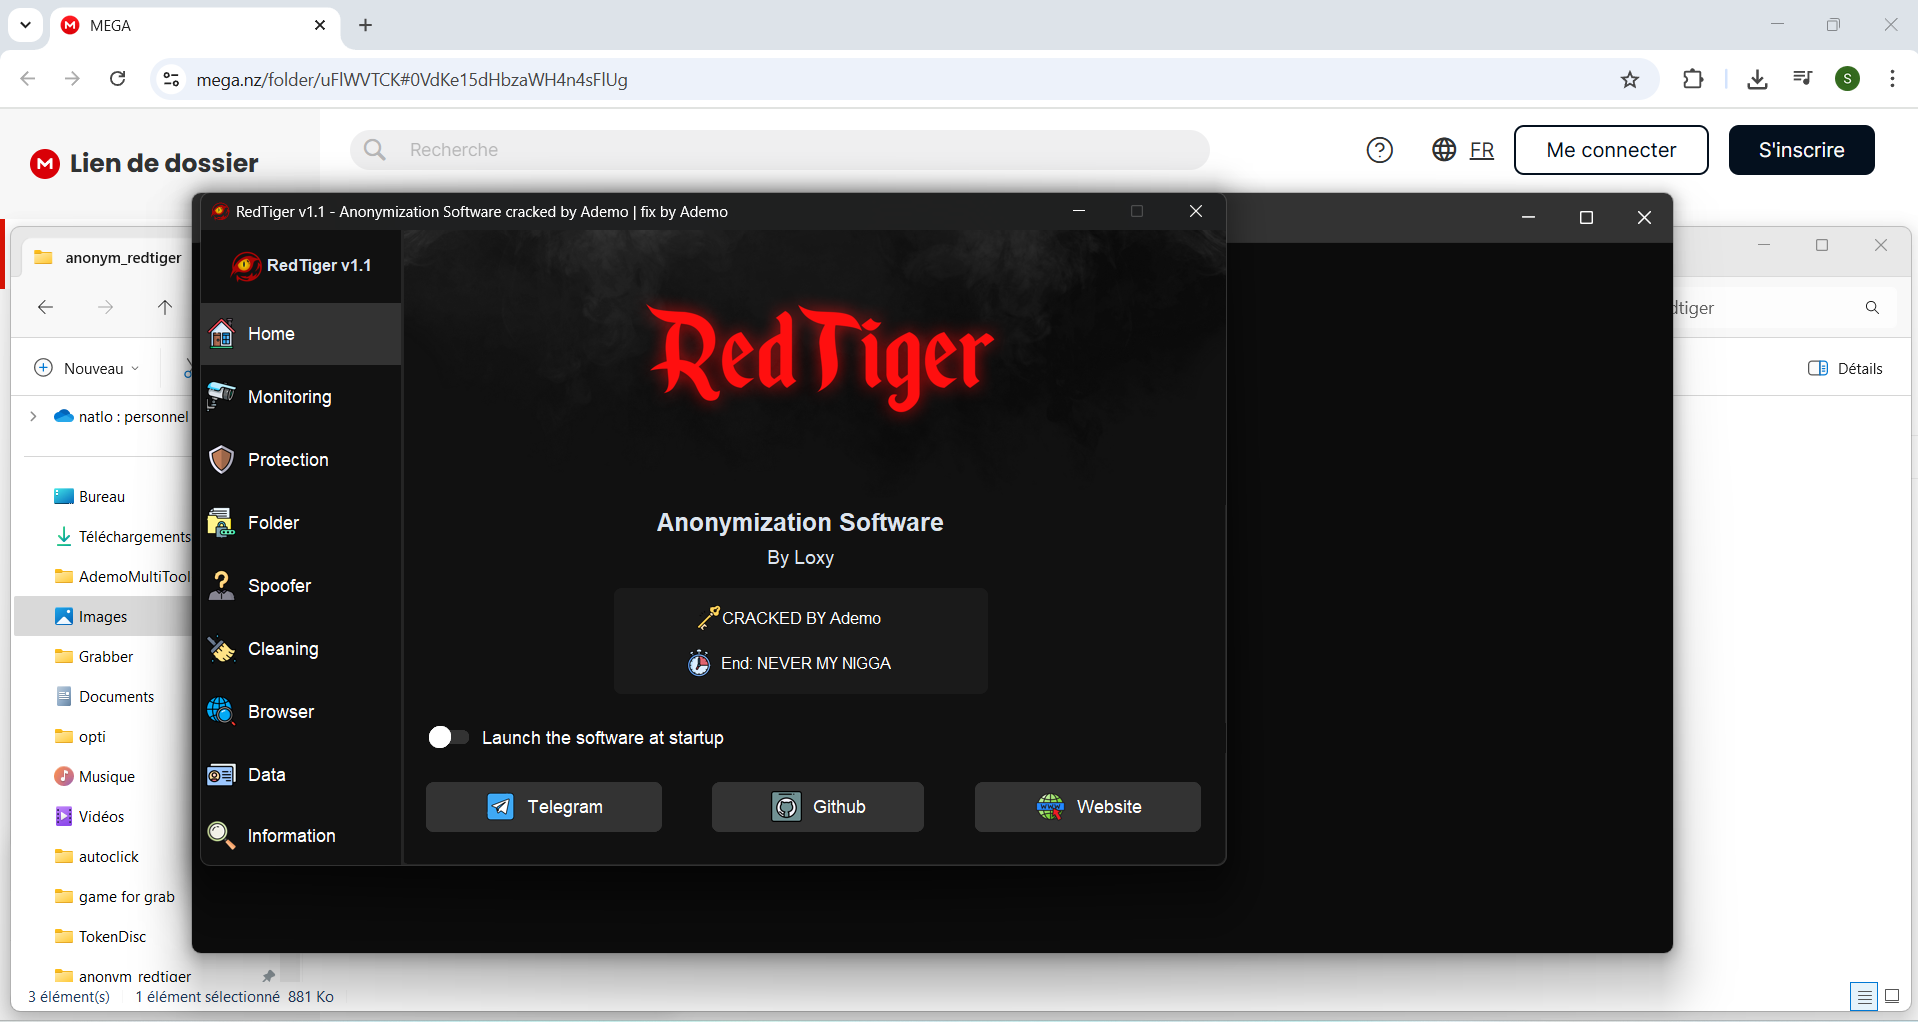 MEGA
mega.nz/folder/uFlWVTCK#0VdKe15dHbzaWH4n4sFlUg
S
Lien de dossier
Recherche
FR
Me connecter
S'inscrire
RedTiger v1.1 - Anonymization Software cracked by Ademo | fix by Ademo
anonym_redtiger
RedTiger v1.1
dtiger
Nouveau
Détails
natlo : personnel
Bureau
Téléchargements
AdemoMultiTool
Images
Grabber
Documents
opti
Musique
Vidéos
autoclick
game for grab
TokenDisc
anonym_redtiger
3 élément(s) 1 élément sélectionné 881 Ko
Home
Monitoring
Protection
Folder
Spoofer
Cleaning
Browser
Data
Information
RedTiger
Anonymization Software
By Loxy
CRACKED BY Ademo
End: NEVER MY NIGGA
Launch the software at startup
Telegram
Github
WWW
Website